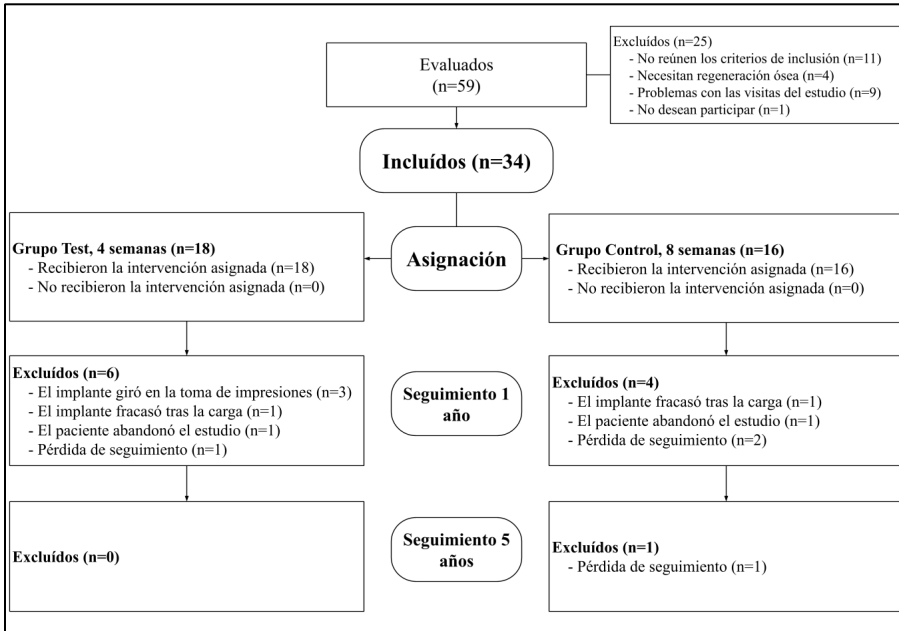 Evaluados
(n=59)
Excluídos (n=25)
- No reúnen los criterios de inclusión (n=11)
- Necesitan regeneración ósea (n=4)
- Problemas con las visitas del estudio (n=9)
- No desean participar (n=1)
Incluídos (n=34)
Asignación
Grupo Test, 4 semanas (n=18)
- Recibieron la intervención asignada (n=18)
- No recibieron la intervención asignada (n=0)
Grupo Control, 8 semanas (n=16)
- Recibieron la intervención asignada (n=16)
- No recibieron la intervención asignada (n=0)
Seguimiento 1
año
Excluídos (n=6)
- El implante giró en la toma de impresiones (n=3)
- El implante fracasó tras la carga (n=1)
- El paciente abandonó el estudio (n=1)
- Pérdida de seguimiento (n=1)
Excluídos (n=4)
- El implante fracasó tras la carga (n=1)
- El paciente abandonó el estudio (n=1)
- Pérdida de seguimiento (n=2)
Seguimiento 5
años
Excluídos (n=0)
Excluídos (n=1)
- Pérdida de seguimiento (n=1)